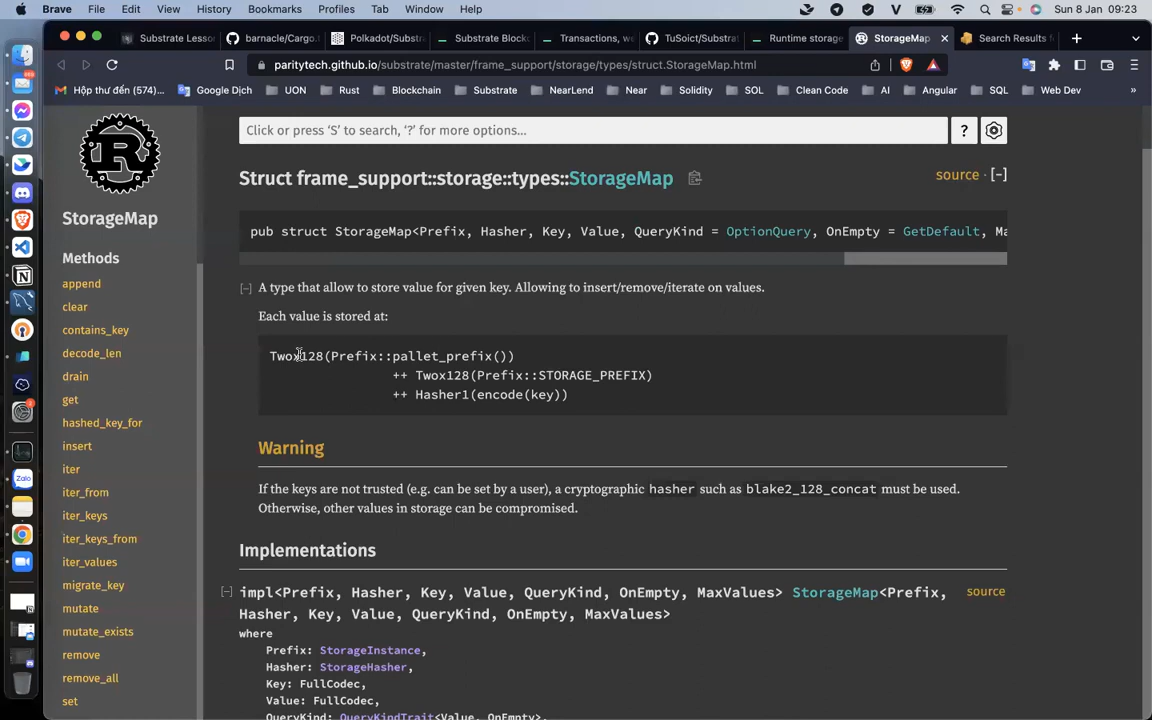 Brave File Edit View History Bookmarks Profiles Tab Window Help Sun 8 Jan 09:23
Substrate Lesso barnacle/Cargo.t Polkadot/Substr Substrate Blocko Transactions, we TuSoict/Substrat Runtime storage StorageMap Search Results f
paritytech.github.io/substrate/master/frame_support/storage/types/struct.StorageMap.html
Hộp thư đến (574)... Google Dịch UON Rust Blockchain Substrate NearLend Near Solidity SOL Clean Code AI Angular SQL Web Dev »
Click or press ‘S’ to search, ‘?’ for more options...
?
StorageMap
Methods
append
clear
contains_key
decode_len
drain
get
hashed_key_for
insert
iter
iter_from
iter_keys
iter_keys_from
iter_values
migrate_key
mutate
mutate_exists
remove
remove_all
set
Struct frame_support::storage::types::StorageMap
source · [-]
pub struct StorageMap<Prefix, Hasher, Key, Value, QueryKind = OptionQuery, OnEmpty = GetDefault, Ma
[-] A type that allow to store value for given key. Allowing to insert/remove/iterate on values.
Each value is stored at:
Twox128(Prefix::pallet_prefix())
++ Twox128(Prefix::STORAGE_PREFIX)
++ Hasher1(encode(key))
Warning
If the keys are not trusted (e.g. can be set by a user), a cryptographic hasher such as blake2_128_concat must be used.
Otherwise, other values in storage can be compromised.
Implementations
[-] impl<Prefix, Hasher, Key, Value, QueryKind, OnEmpty, MaxValues> StorageMap<Prefix, source
Hasher, Key, Value, QueryKind, OnEmpty, MaxValues>
where
Prefix: StorageInstance,
Hasher: StorageHasher,
Key: FullCodec,
Value: FullCodec,
QueryKind: QueryKindTrait<Value, OnEmpty>,